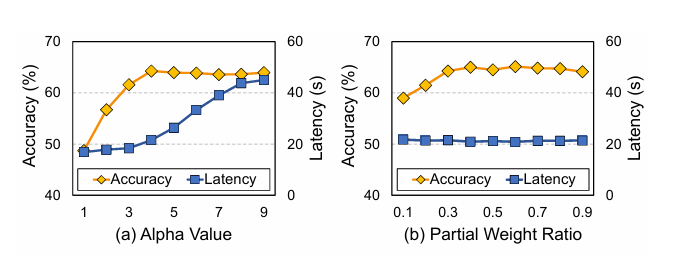 70
60
50
40
Accuracy (%)
60
40
20
0
Latency (s)
Accuracy Latency
1 3 5 7 9
(a) Alpha Value
70
60
50
40
Accuracy (%)
60
40
20
0
Latency (s)
Accuracy Latency
0.1 0.3 0.5 0.7 0.9
(b) Partial Weight Ratio